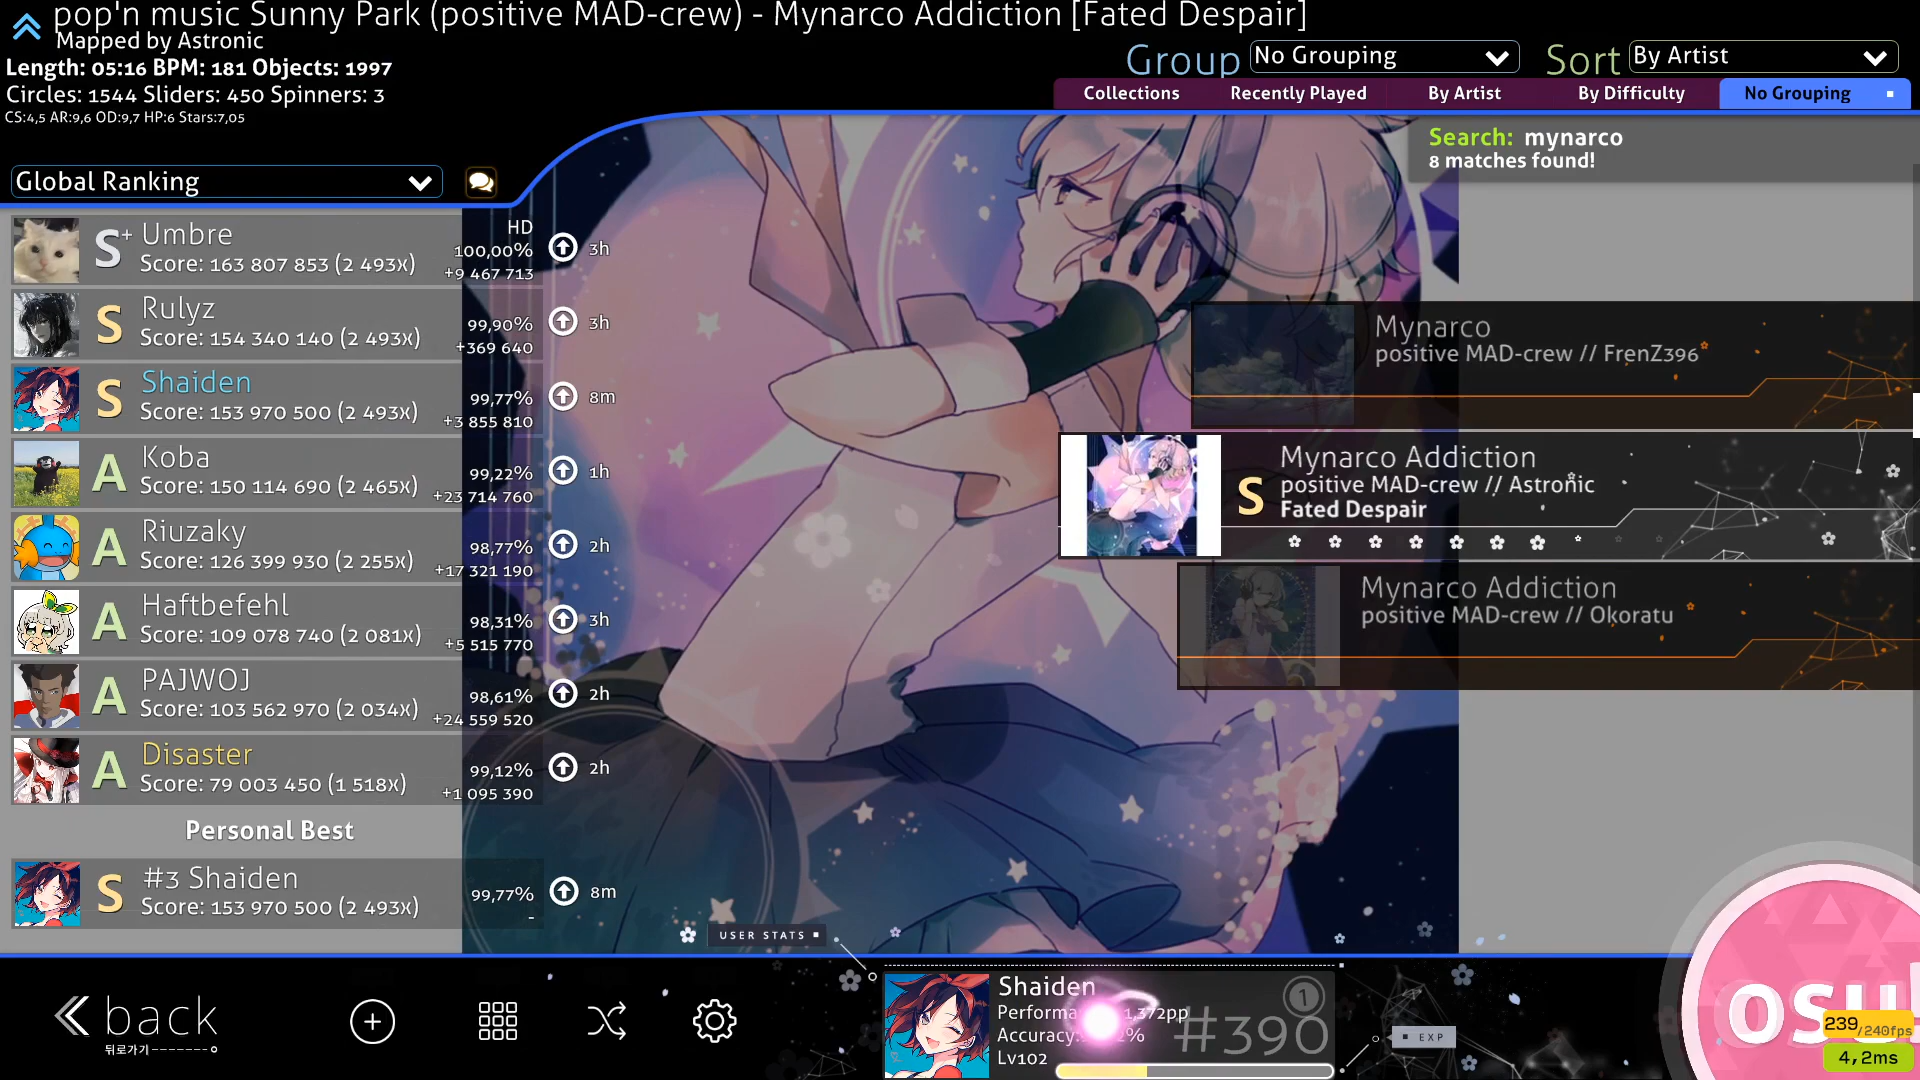 pop'n music Sunny Park (positive MAD-crew) - Mynarco Addiction [Fated Despair]
Mapped by Astronic
Length: 05:16 BPM: 181 Objects: 1997
Circles: 1544 Sliders: 450 Spinners: 3
CS:4,5 AR:9,6 OD:9,7 HP:6 Stars:7,05
Group No Grouping Sort By Artist
Collections Recently Played By Artist By Difficulty No Grouping
Search: mynarco
8 matches found!
Global Ranking
S+ Umbre HD
Score: 163 807 853 (2 493x) 100,00% 3h
+9 467 713
S Rulyz
Score: 154 340 140 (2 493x) 99,90% 3h
+369 640
S Shaiden
Score: 153 970 500 (2 493x) 99,77% 8m
+3 855 810
A Koba
Score: 150 114 690 (2 465x) 99,22% 1h
+23 714 760
A Riuzaky
Score: 126 399 930 (2 255x) 98,77% 2h
+17 321 190
A Haftbefehl
Score: 109 078 740 (2 081x) 98,31% 3h
+5 515 770
A PAJWOJ
Score: 103 562 970 (2 034x) 98,61% 2h
+24 559 520
A Disaster
Score: 79 003 450 (1 518x) 99,12% 2h
+1 095 390
Personal Best
S #3 Shaiden
Score: 153 970 500 (2 493x) 99,77% 8m
-
Mynarco
positive MAD-crew // FrenZ396
S Mynarco Addiction
positive MAD-crew // Astronic
Fated Despair
Mynarco Addiction
positive MAD-crew // Okoratu
USER STATS
back
뒤로가기
Shaiden
1
#390
Lv102
EXP
osu
239/240fps
4,2ms